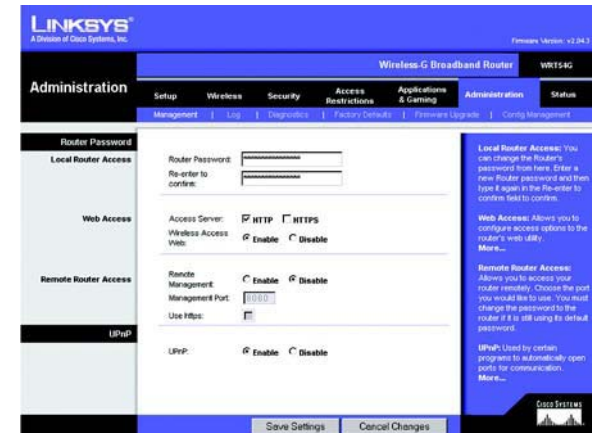 LINKSYS®
A Division of Cisco Systems, Inc.
Firmware Version: v2.04.3
Wireless-G Broadband Router WRT54G
Administration
Setup Wireless Security Access Restrictions Applications & Gaming Administration Status
Management | Log | Diagnostics | Factory Defaults | Firmware Upgrade | Config Management
Router Password
Local Router Access
Router Password:
Re-enter to
confirm:
Web Access
Access Server: HTTP HTTPS
Wireless Access
Web: Enable Disable
Remote Router Access
Remote
Management: Enable Disable
Management Port: 8080
Use https:
UPnP
UPnP: Enable Disable
Local Router
Access: You
can change the Router's
password from here. Enter a
new Router password and then
type it again in the Re-enter to
confirm field to confirm.
Web Access: Allows you to
configure access options to the
router's web utility.
More...
Remote Router Access:
Allows you to access your
router remotely. Choose the port
you would like to use. You must
change the password to the
router if it is still using its default
password.
UPnP: Used by certain
programs to automatically open
ports for communication.
More...
CISCO SYSTEMS
Save Settings Cancel Changes